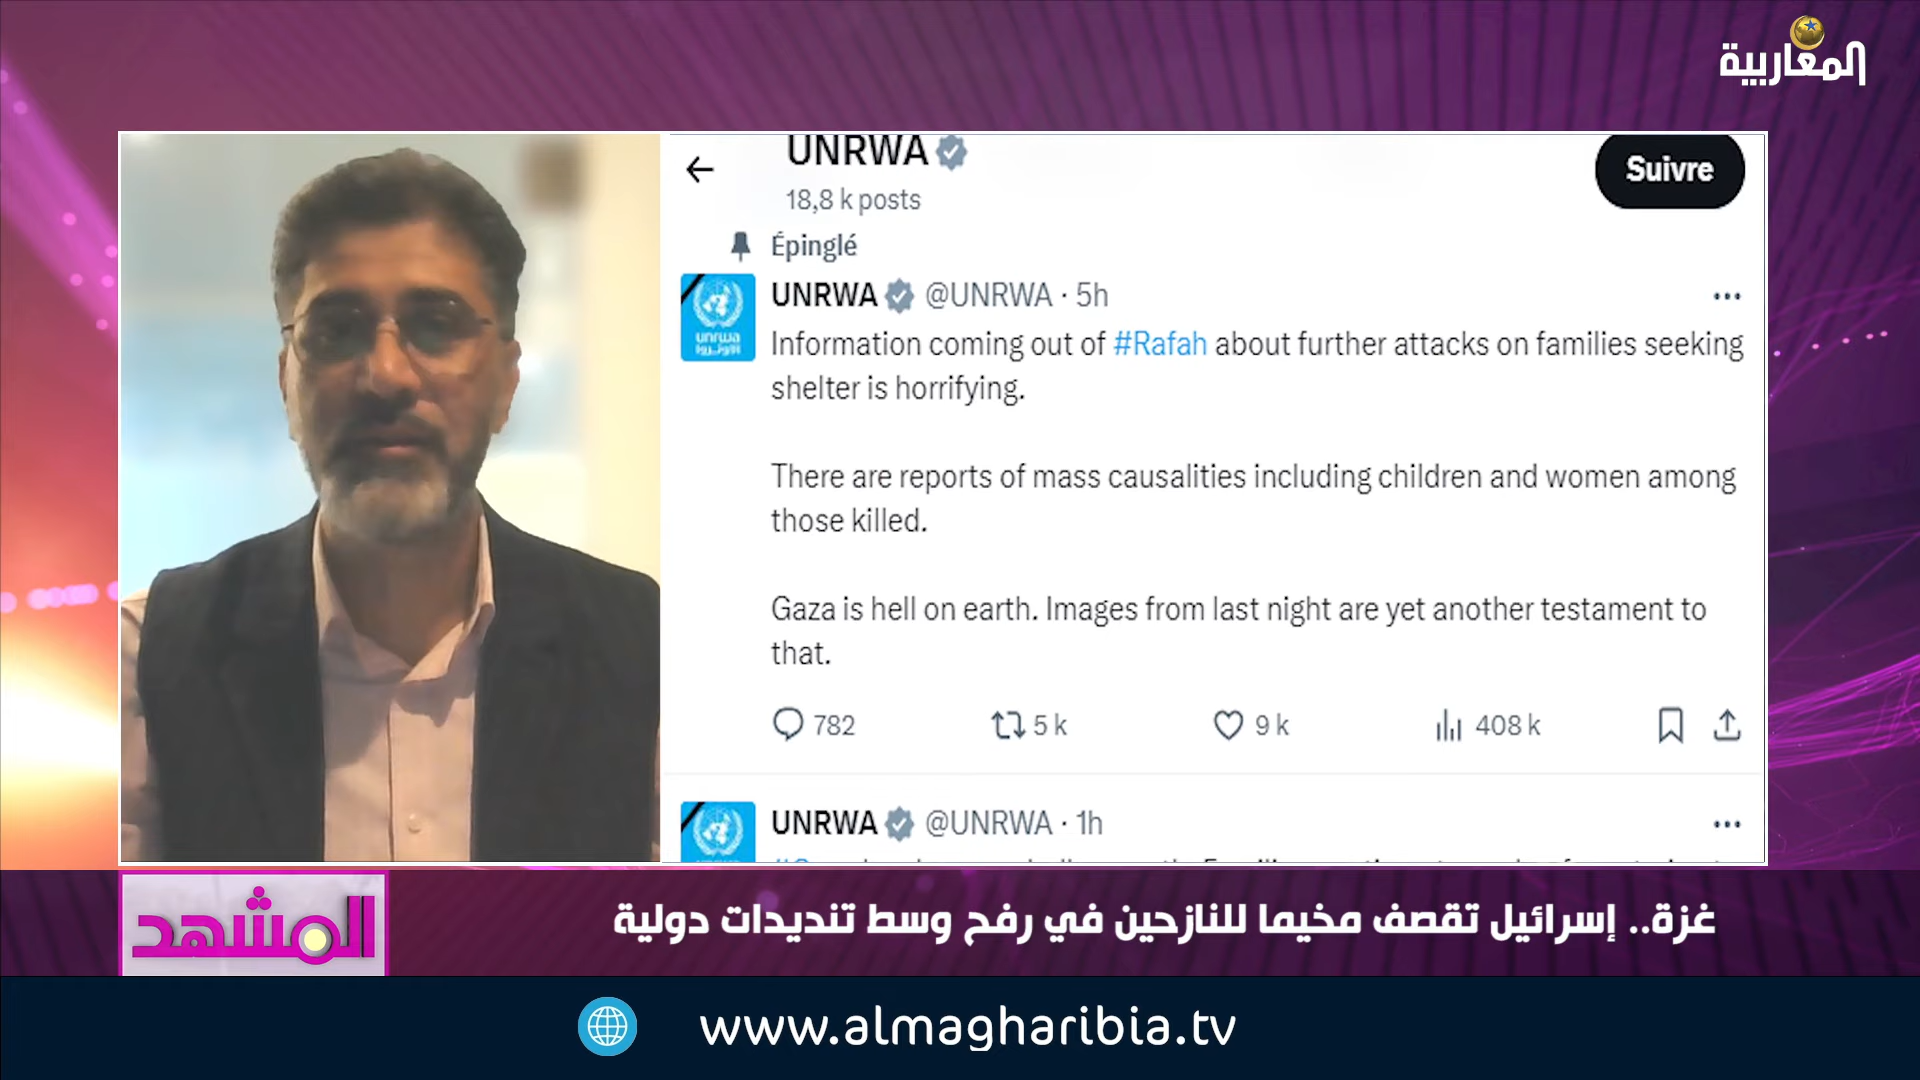 المغاربية
UNRWA
18,8 k posts
Suivre
Épinglé
UNRWA @UNRWA · 5h
unrwa
الأونروا
Information coming out of #Rafah about further attacks on families seeking
shelter is horrifying.
There are reports of mass causalities including children and women among
those killed.
Gaza is hell on earth. Images from last night are yet another testament to
that.
782 5 k 9 k 408 k
UNRWA @UNRWA · 1h
المشهد
غزة.. إسرائيل تقصف مخيما للنازحين في رفح وسط تنديدات دولية
www.almagharibia.tv